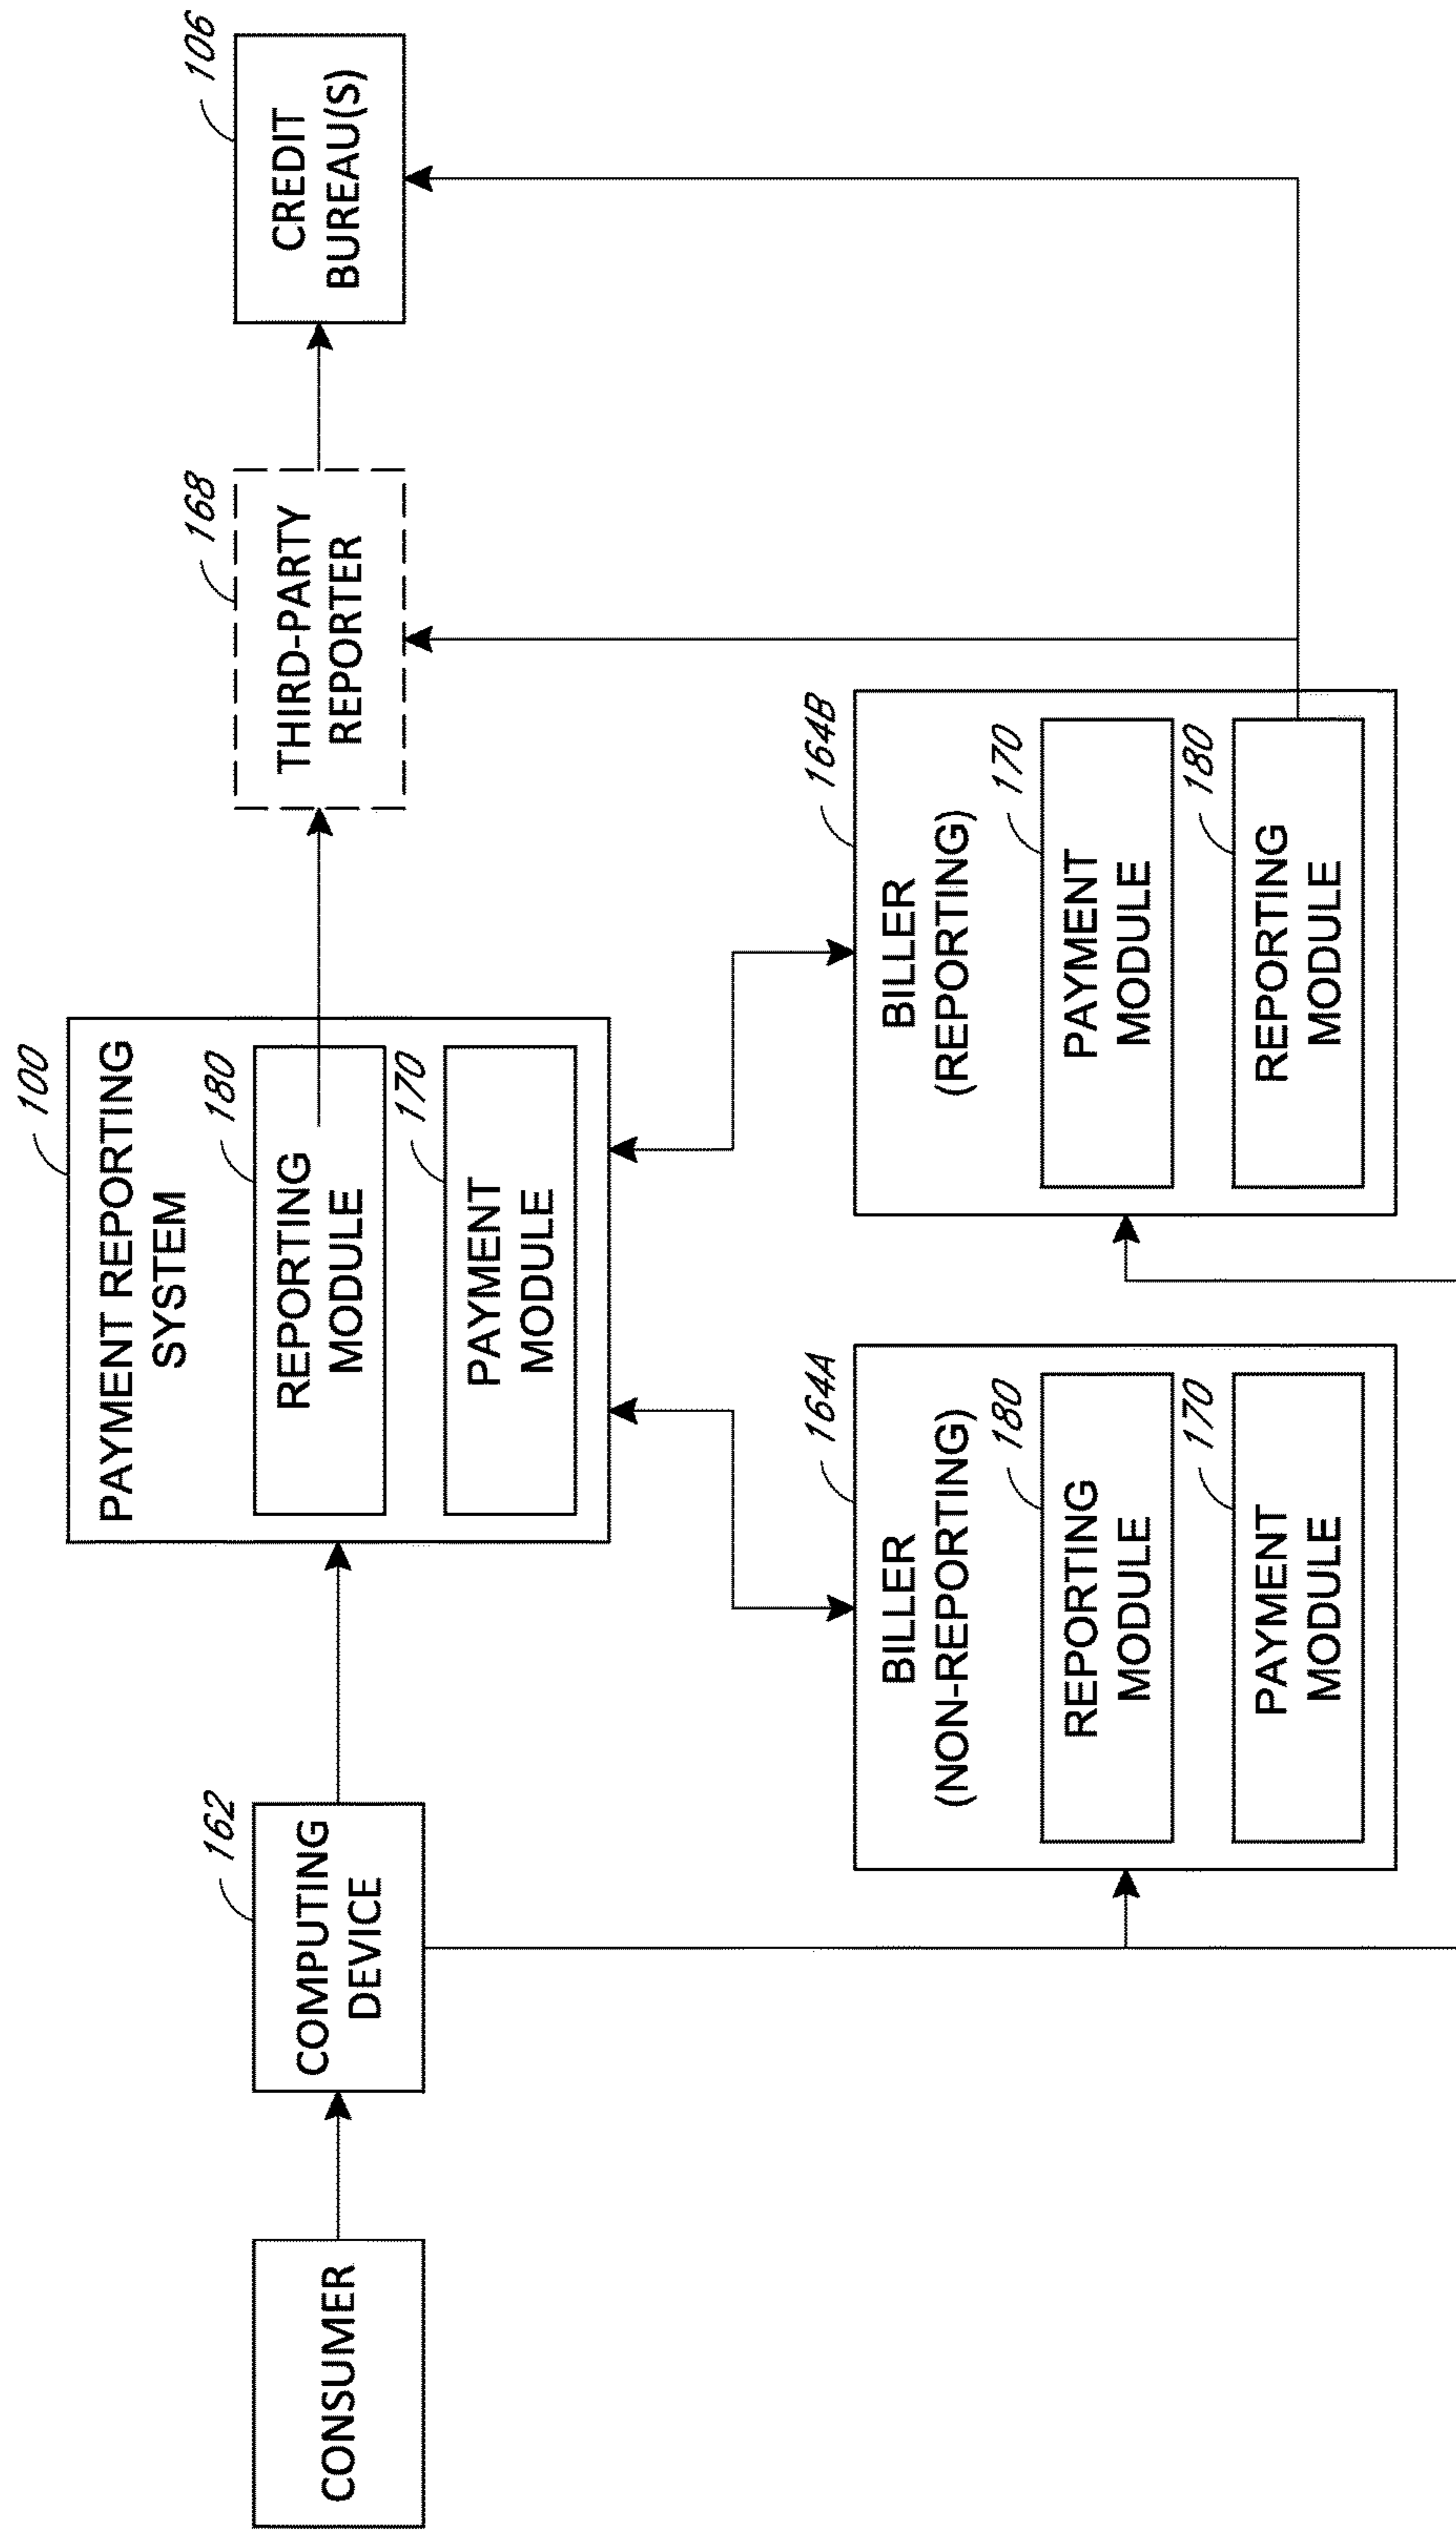 CONSUMER
162
COMPUTING
DEVICE
100
PAYMENT REPORTING
SYSTEM
180
REPORTING
MODULE
170
PAYMENT
MODULE
168
THIRD-PARTY
REPORTER
106
CREDIT
BUREAU(S)
164A
BILLER
(NON-REPORTING)
180
REPORTING
MODULE
170
PAYMENT
MODULE
164B
BILLER
(REPORTING)
170
PAYMENT
MODULE
180
REPORTING
MODULE